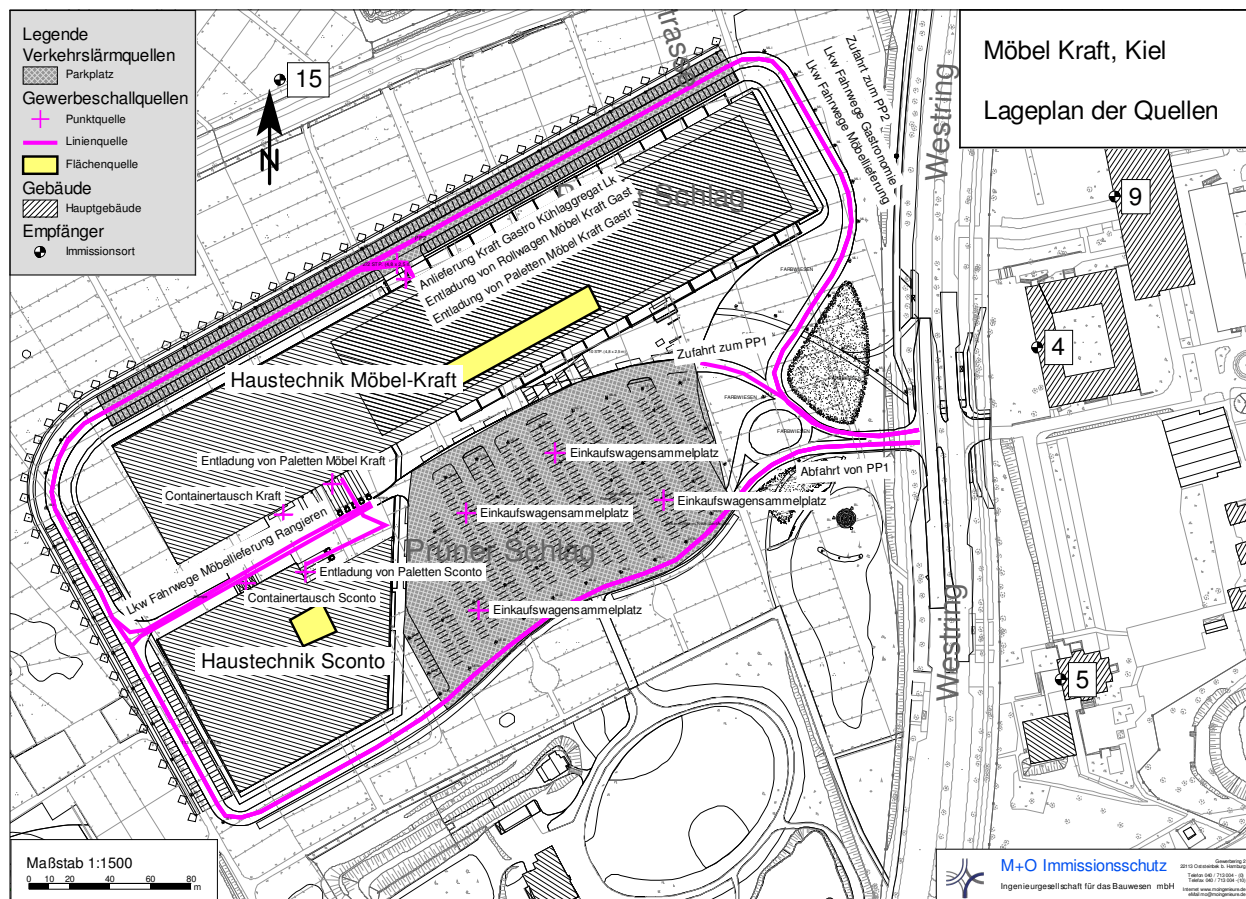 Legende
Verkehrslärmquellen
Parkplatz
Gewerbeschallquellen
Punktquelle
Linienquelle
Flächenquelle
Gebäude
Hauptgebäude
Empfänger
Immissionsort
15
N
Möbel Kraft, Kiel
Lageplan der Quellen
Zufahrt zum PP2
Lkw Fahrwege Gastronomie
Lkw Fahrwege Möbellieferung
Westring
9
4
5
Schlag
Anlieferung Kraft Gastro Kühlaggregat Lk
Entladung von Rollwagen Möbel Kraft Gast
Entladung von Paletten Möbel Kraft Gastr
FARBWIESEN
Zufahrt zum PP1
FARBWIESEN
FARBWIESEN
Haustechnik Möbel-Kraft
Einkaufswagensammelplatz
Entladung von Paletten Möbel Kraft
Abfahrt von PP1
Containertausch Kraft
Einkaufswagensammelplatz
Einkaufswagensammelplatz
Lkw Fahrwege Möbellieferung Rangieren
Prüner Schlag
Entladung von Paletten Sconto
Containertausch Sconto
Einkaufswagensammelplatz
Westring
Haustechnik Sconto
Maßstab 1:1500
0 10 20 40 60 80
m
M+O Immissionsschutz
Ingenieurgesellschaft für das Bauwesen mbH